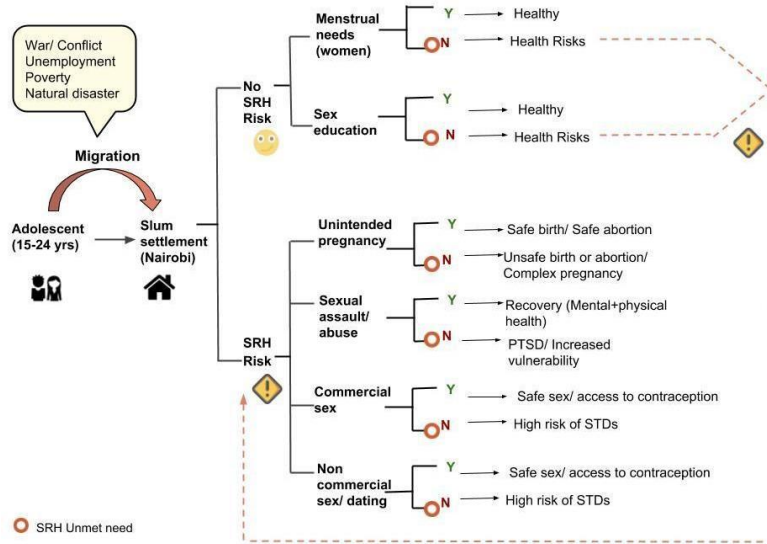 War/ Conflict
Unemployment
Poverty
Natural disaster
Migration
Adolescent
(15-24 yrs)
Slum
settlement
(Nairobi)
No
SRH
Risk
Menstrual
needs
(women)
Y
Healthy
N
Health Risks
Sex
education
Y
Healthy
N
Health Risks
SRH
Risk
Unintended
pregnancy
Y
Safe birth/ Safe abortion
N
Unsafe birth or abortion/
Complex pregnancy
Sexual
assault/
abuse
Y
Recovery (Mental+physical
health)
N
PTSD/ Increased
vulnerability
Commercial
sex
Y
Safe sex/ access to contraception
N
High risk of STDs
Non
commercial
sex/ dating
Y
Safe sex/ access to contraception
N
High risk of STDs
SRH Unmet need